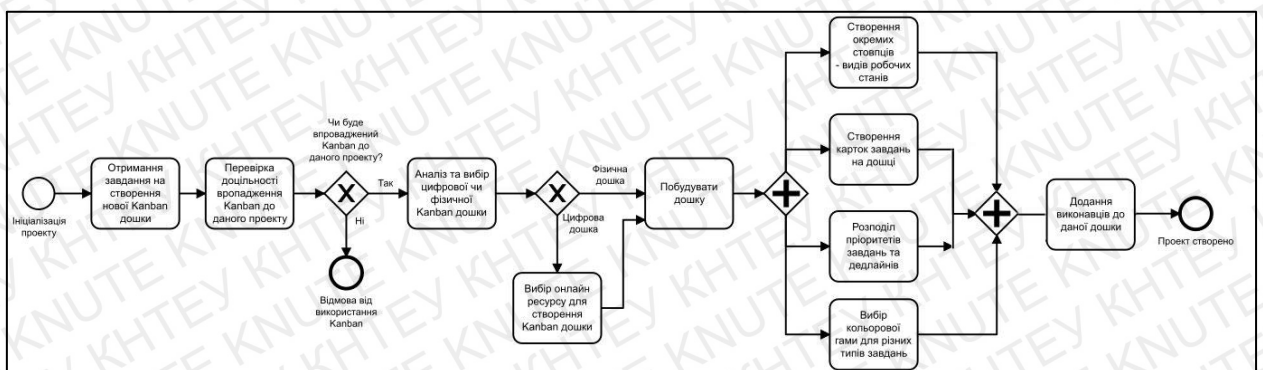 Ініціалізація
проекту
Отримання
завдання на
створення
нової Kanban
дошки
Перевірка
доцільності
вропадження
Kanban до
даного проекту
Чи буде
впроваджений
Kanban до
даного проекту?
X
Так
Ні
Відмова від
використання
Kanban
Аналіз та вибір
цифрової чи
фізичної
Kanban дошки
X
Фізична
дошка
Цифрова
дошка
Вибір онлайн
ресурсу для
створення
Kanban дошки
Побудувати
дошку
Створення
окремих
стовпців
- видів робочих
станів
Створення
карток завдань
на дошці
Розподіл
пріоритетів
завдань та
дедлайнів
Вибір
кольорової
гами для різних
типів завдань
Додання
виконавців до
даної дошки
Проект створено
KNUTE КНТЕУ